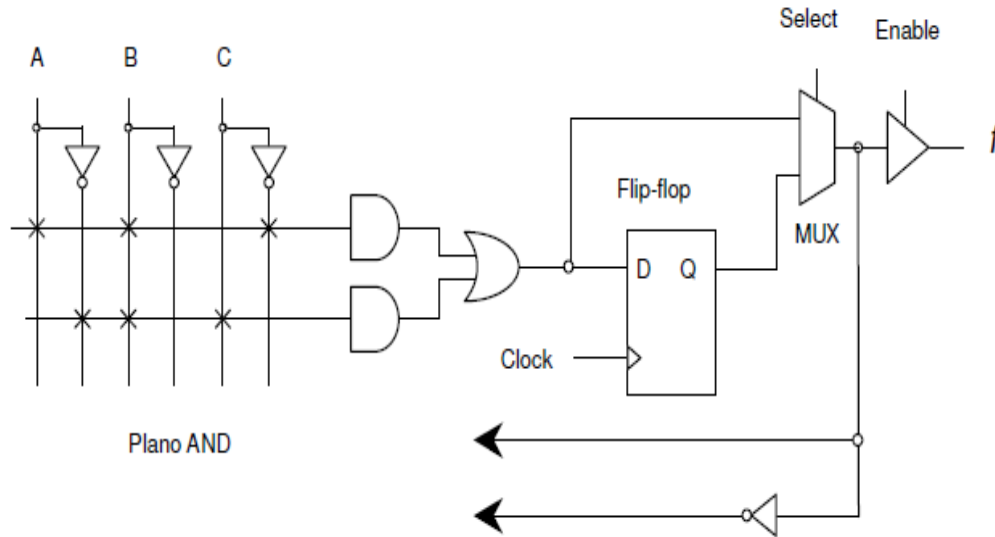 Select
Enable
A B C
f
Flip-flop
MUX
D Q
Clock
Plano AND